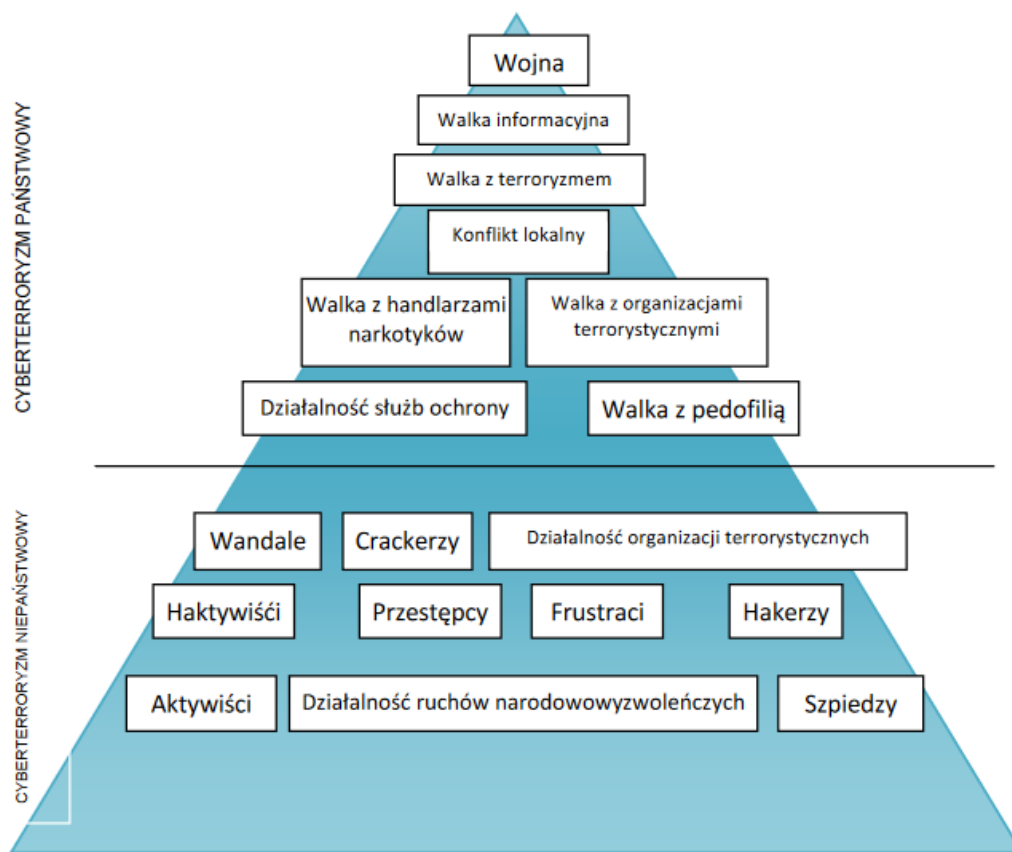 CYBERTERRORYZM PAŃSTWOWY
Wojna
Walka informacyjna
Walka z terroryzmem
Konflikt lokalny
Walka z handlarzami
narkotyków
Walka z organizacjami
terrorystycznymi
Działalność służb ochrony
Walka z pedofilią
CYBERTERRORYZM NIEPAŃSTWOWY
Wandale
Crackerzy
Działalność organizacji terrorystycznych
Haktywiśći
Przestępcy
Frustraci
Hakerzy
Aktywiści
Działalność ruchów narodowowyzwoleńczych
Szpiedzy